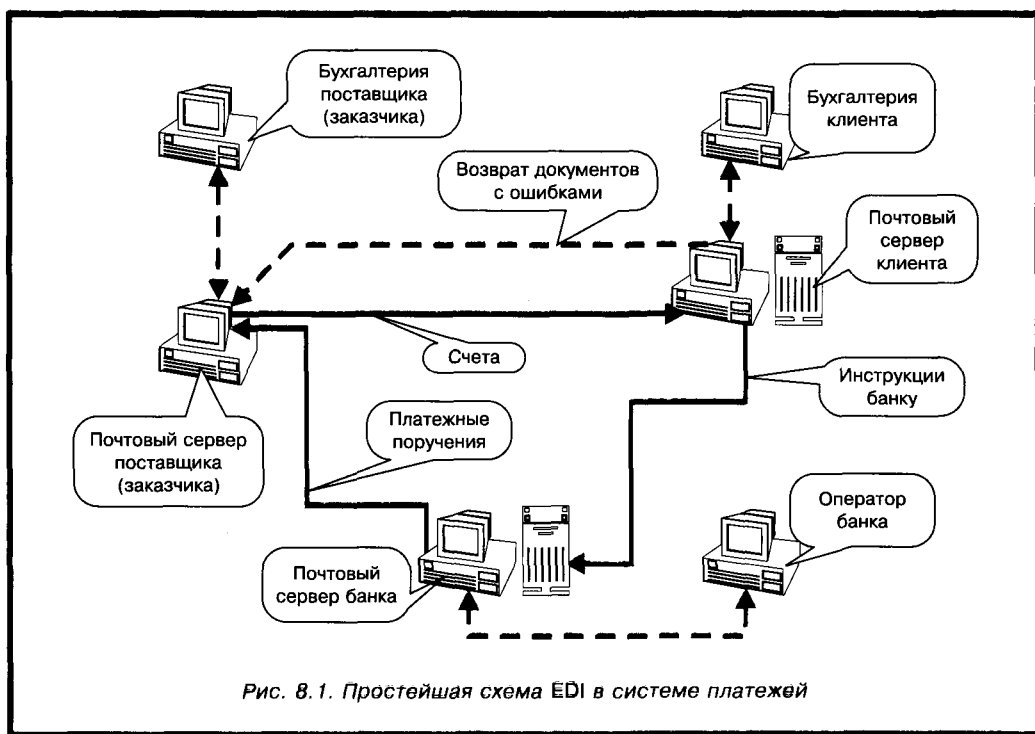 Бухгалтерия
поставщика
(заказчика)
Бухгалтерия
клиента
Возврат документов
с ошибками
Почтовый
сервер
клиента
Счета
Инструкции
банку
Платежные
поручения
Почтовый сервер
поставщика
(заказчика)
Оператор
банка
Почтовый
сервер банка
Рис. 8.1. Простейшая схема EDI в системе платежей